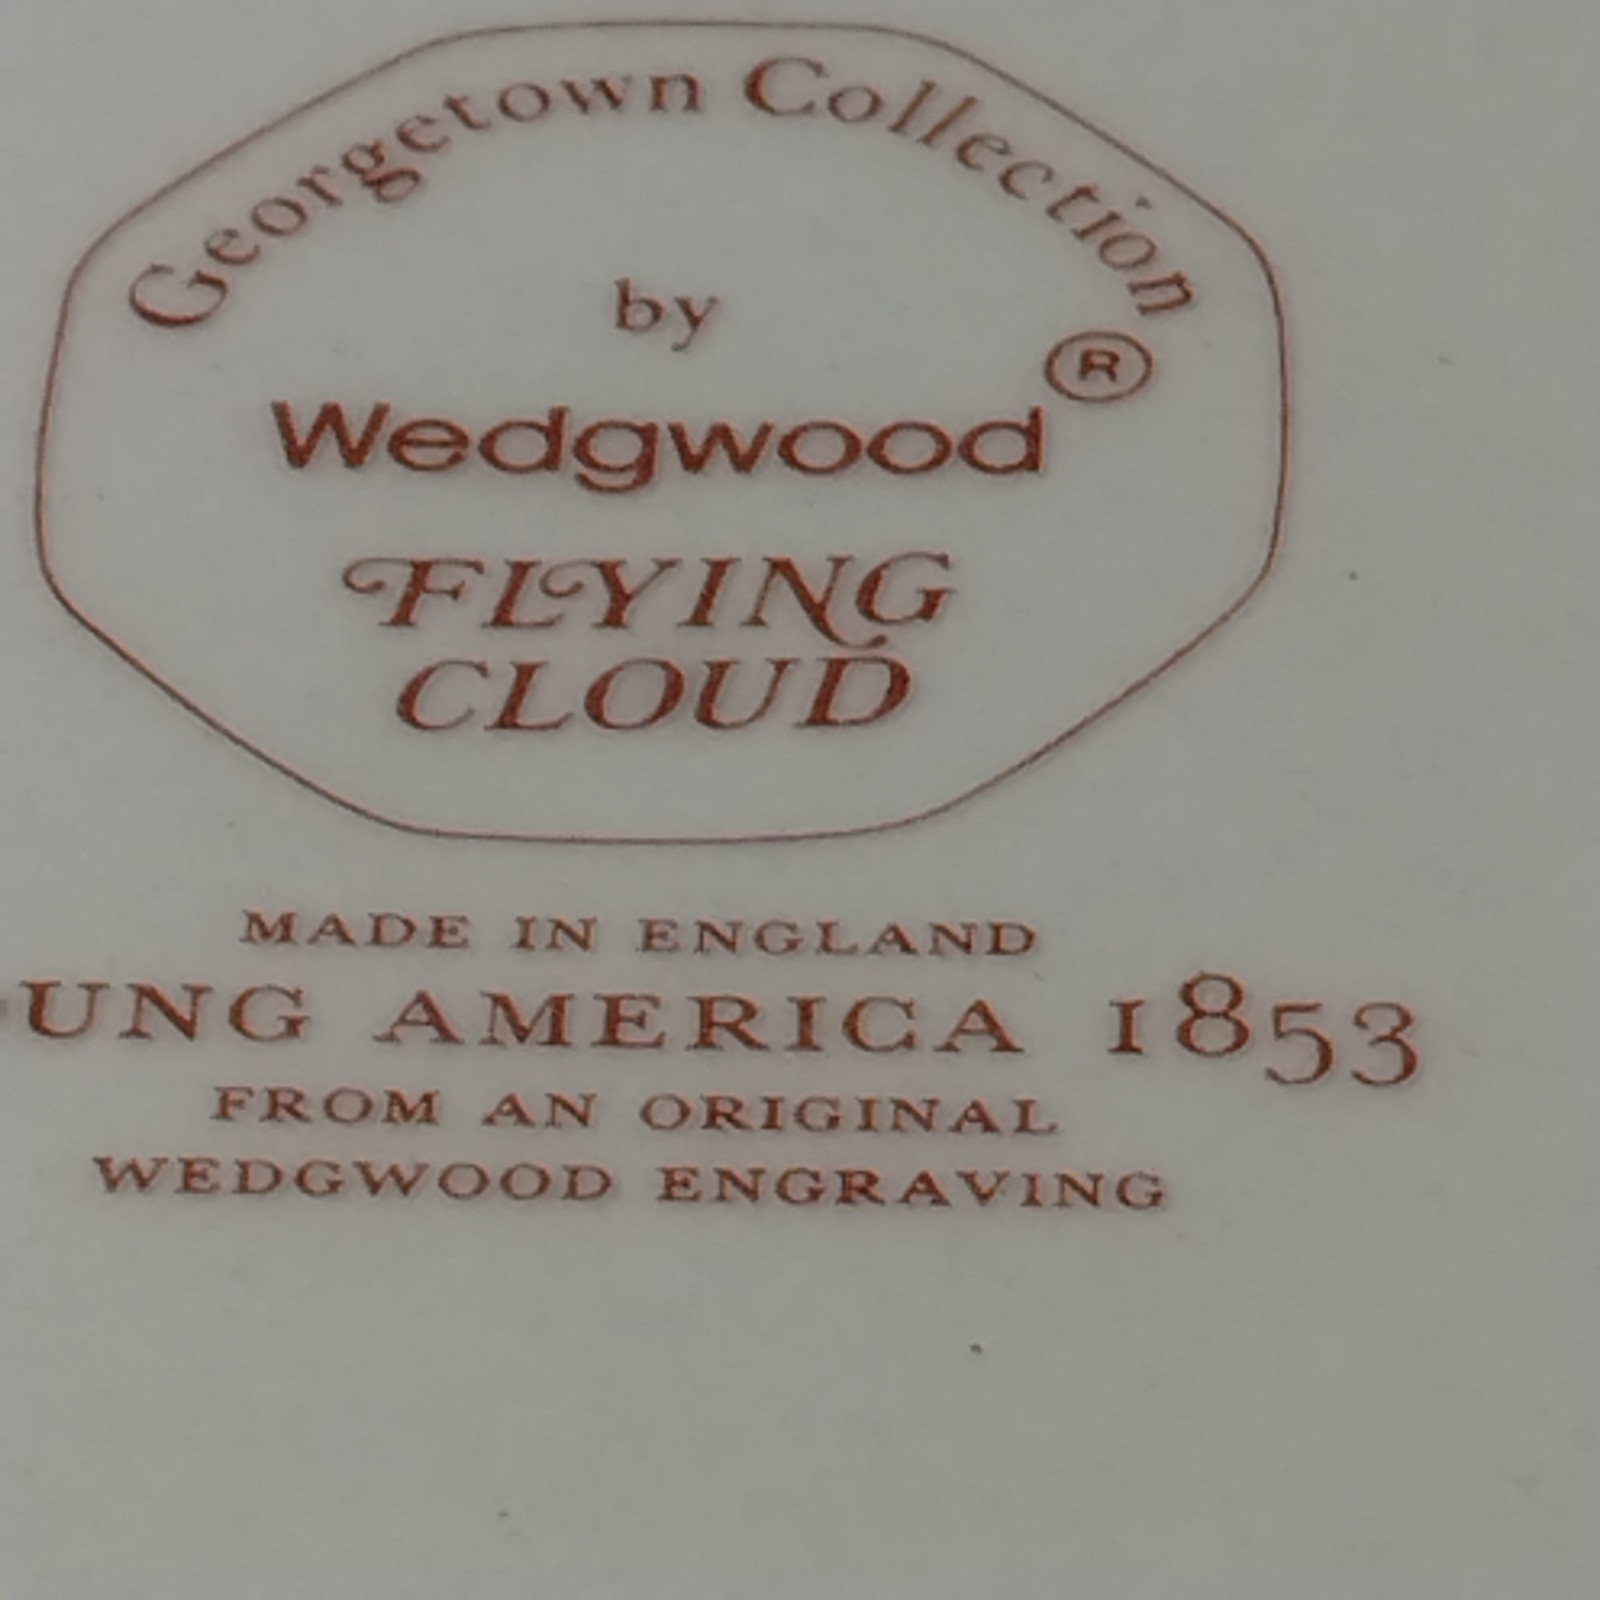 Georgetown Collection
by
Wedgwood®
FLYING
CLOUD
MADE IN ENGLAND
UNG AMERICA 1853
FROM AN ORIGINAL
WEDGWOOD ENGRAVING